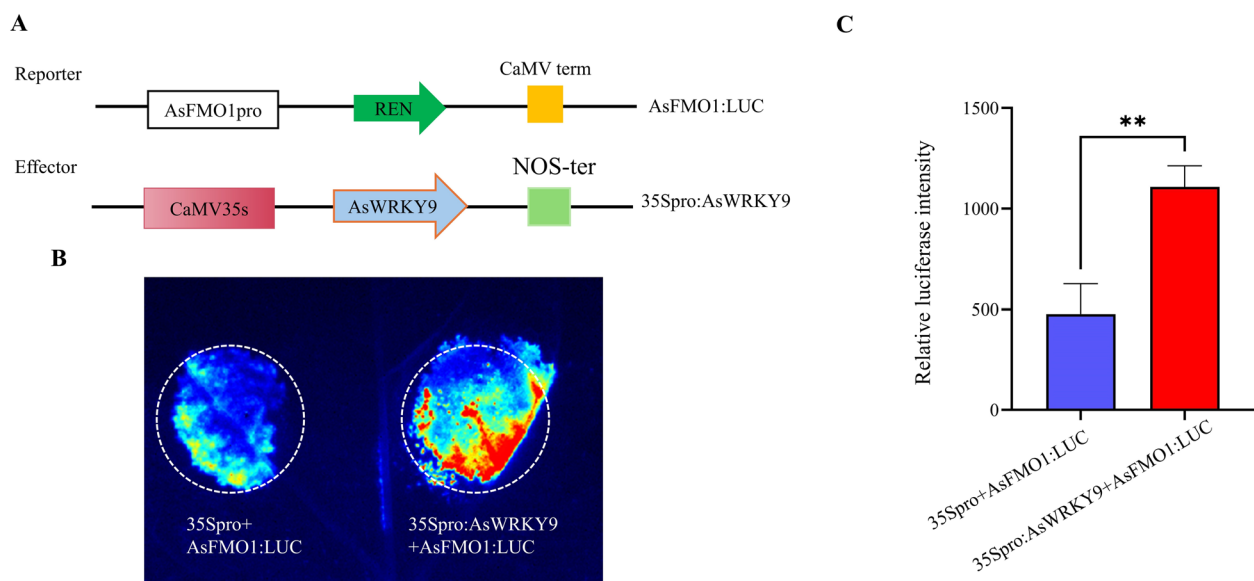 A
Reporter
AsFMO1pro
REN
CaMV term
AsFMO1:LUC
Effector
CaMV35s
AsWRKY9
NOS-ter
35Spro:AsWRKY9
B
35Spro+
AsFMO1:LUC
35Spro:AsWRKY9
+AsFMO1:LUC
C
Relative luciferase intensity
1500
1000
500
0
**
35Spro+AsFMO1:LUC
35Spro:AsWRKY9+AsFMO1:LUC